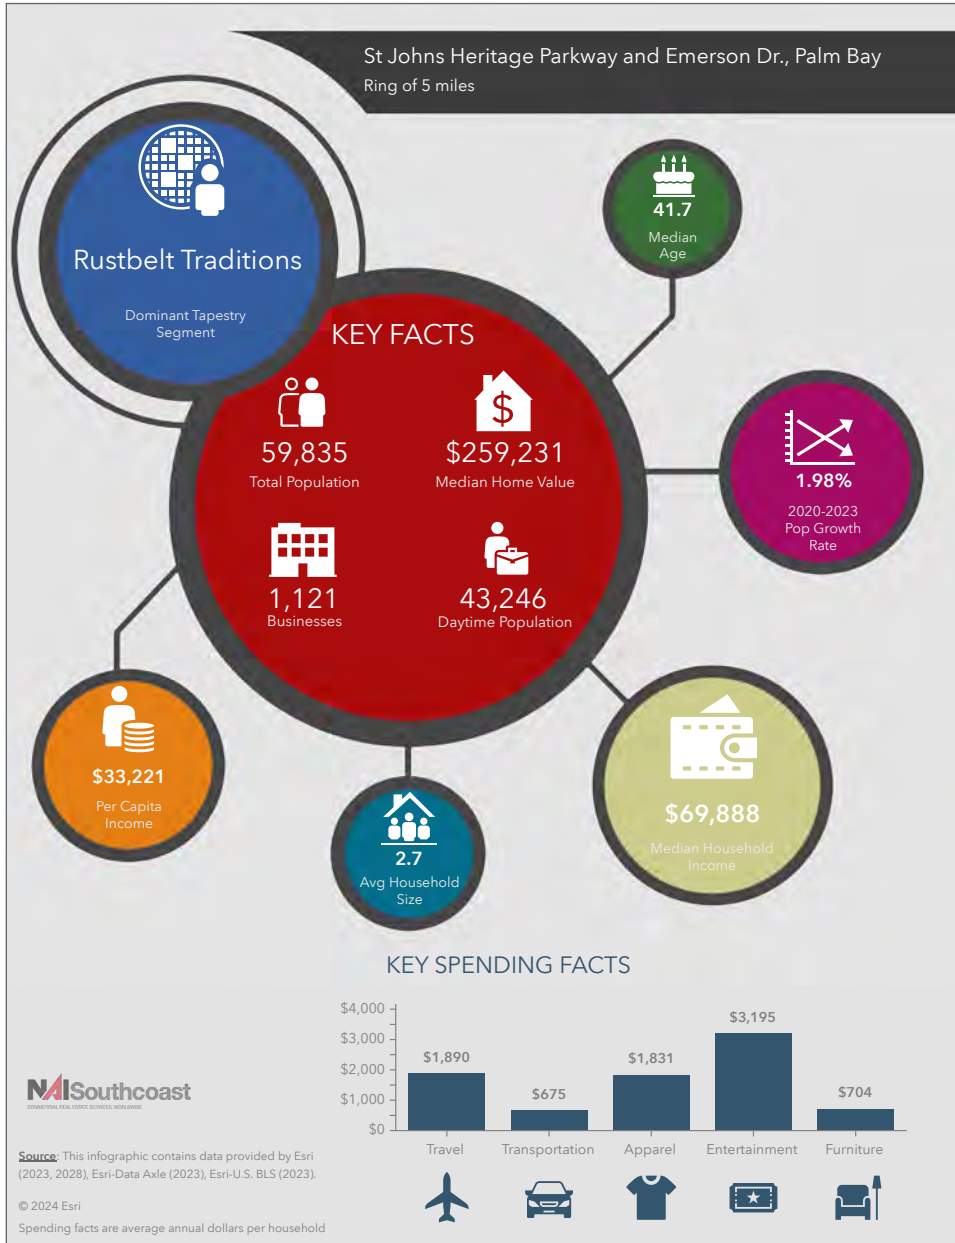 St Johns Heritage Parkway and Emerson Dr., Palm Bay
Ring of 5 miles
Rustbelt Traditions
Dominant Tapestry
Segment
41.7
Median
Age
KEY FACTS
59,835
Total Population
$259,231
Median Home Value
1,121
Businesses
43,246
Daytime Population
1.98%
2020-2023
Pop Growth
Rate
$33,221
Per Capita
Income
2.7
Avg Household
Size
$69,888
Median Household
Income
KEY SPENDING FACTS
$4,000
$3,000
$2,000
$1,000
$0
$1,890
$675
$1,831
$3,195
$704
Travel
Transportation
Apparel
Entertainment
Furniture
NAISouthcoast
COMMERCIAL REAL ESTATE SERVICES, WORLDWIDE
Source: This infographic contains data provided by Esri
(2023, 2028), Esri-Data Axle (2023), Esri-U.S. BLS (2023).
© 2024 Esri
Spending facts are average annual dollars per household